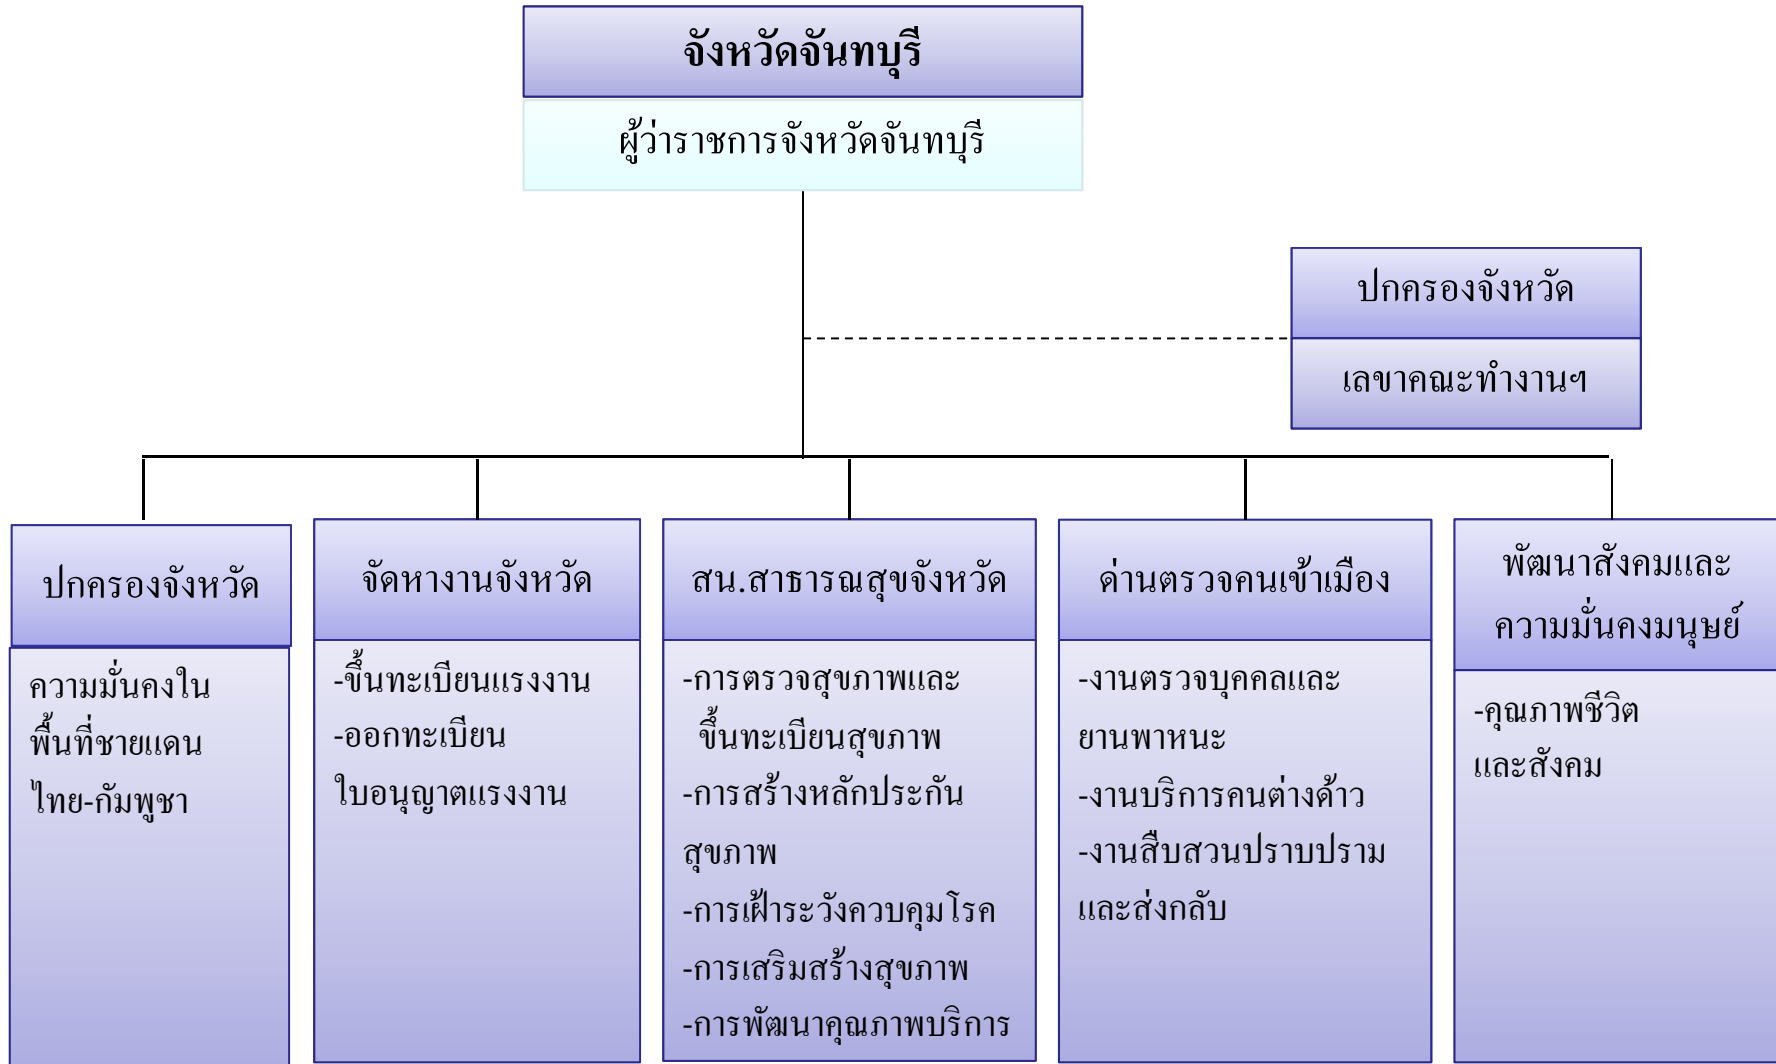 จังหวัดจันทบุรี
ผู้ว่าราชการจังหวัดจันทบุรี
ปกครองจังหวัด
เลขาคณะทำงานฯ
ปกครองจังหวัด
ความมั่นคงใน
พื้นที่ชายแดน
ไทย-กัมพูชา
จัดหางานจังหวัด
-ขึ้นทะเบียนแรงงาน
-ออกทะเบียน
ใบอนุญาตแรงงาน
สน.สาธารณสุขจังหวัด
-การตรวจสุขภาพและ
ขึ้นทะเบียนสุขภาพ
-การสร้างหลักประกัน
สุขภาพ
-การเฝ้าระวังควบคุมโรค
-การเสริมสร้างสุขภาพ
-การพัฒนาคุณภาพบริการ
ด่านตรวจคนเข้าเมือง
-งานตรวจบุคคลและ
ยานพาหนะ
-งานบริการคนต่างด้าว
-งานสืบสวนปราบปราม
และส่งกลับ
พัฒนาสังคมและ
ความมั่นคงมนุษย์
-คุณภาพชีวิต
และสังคม